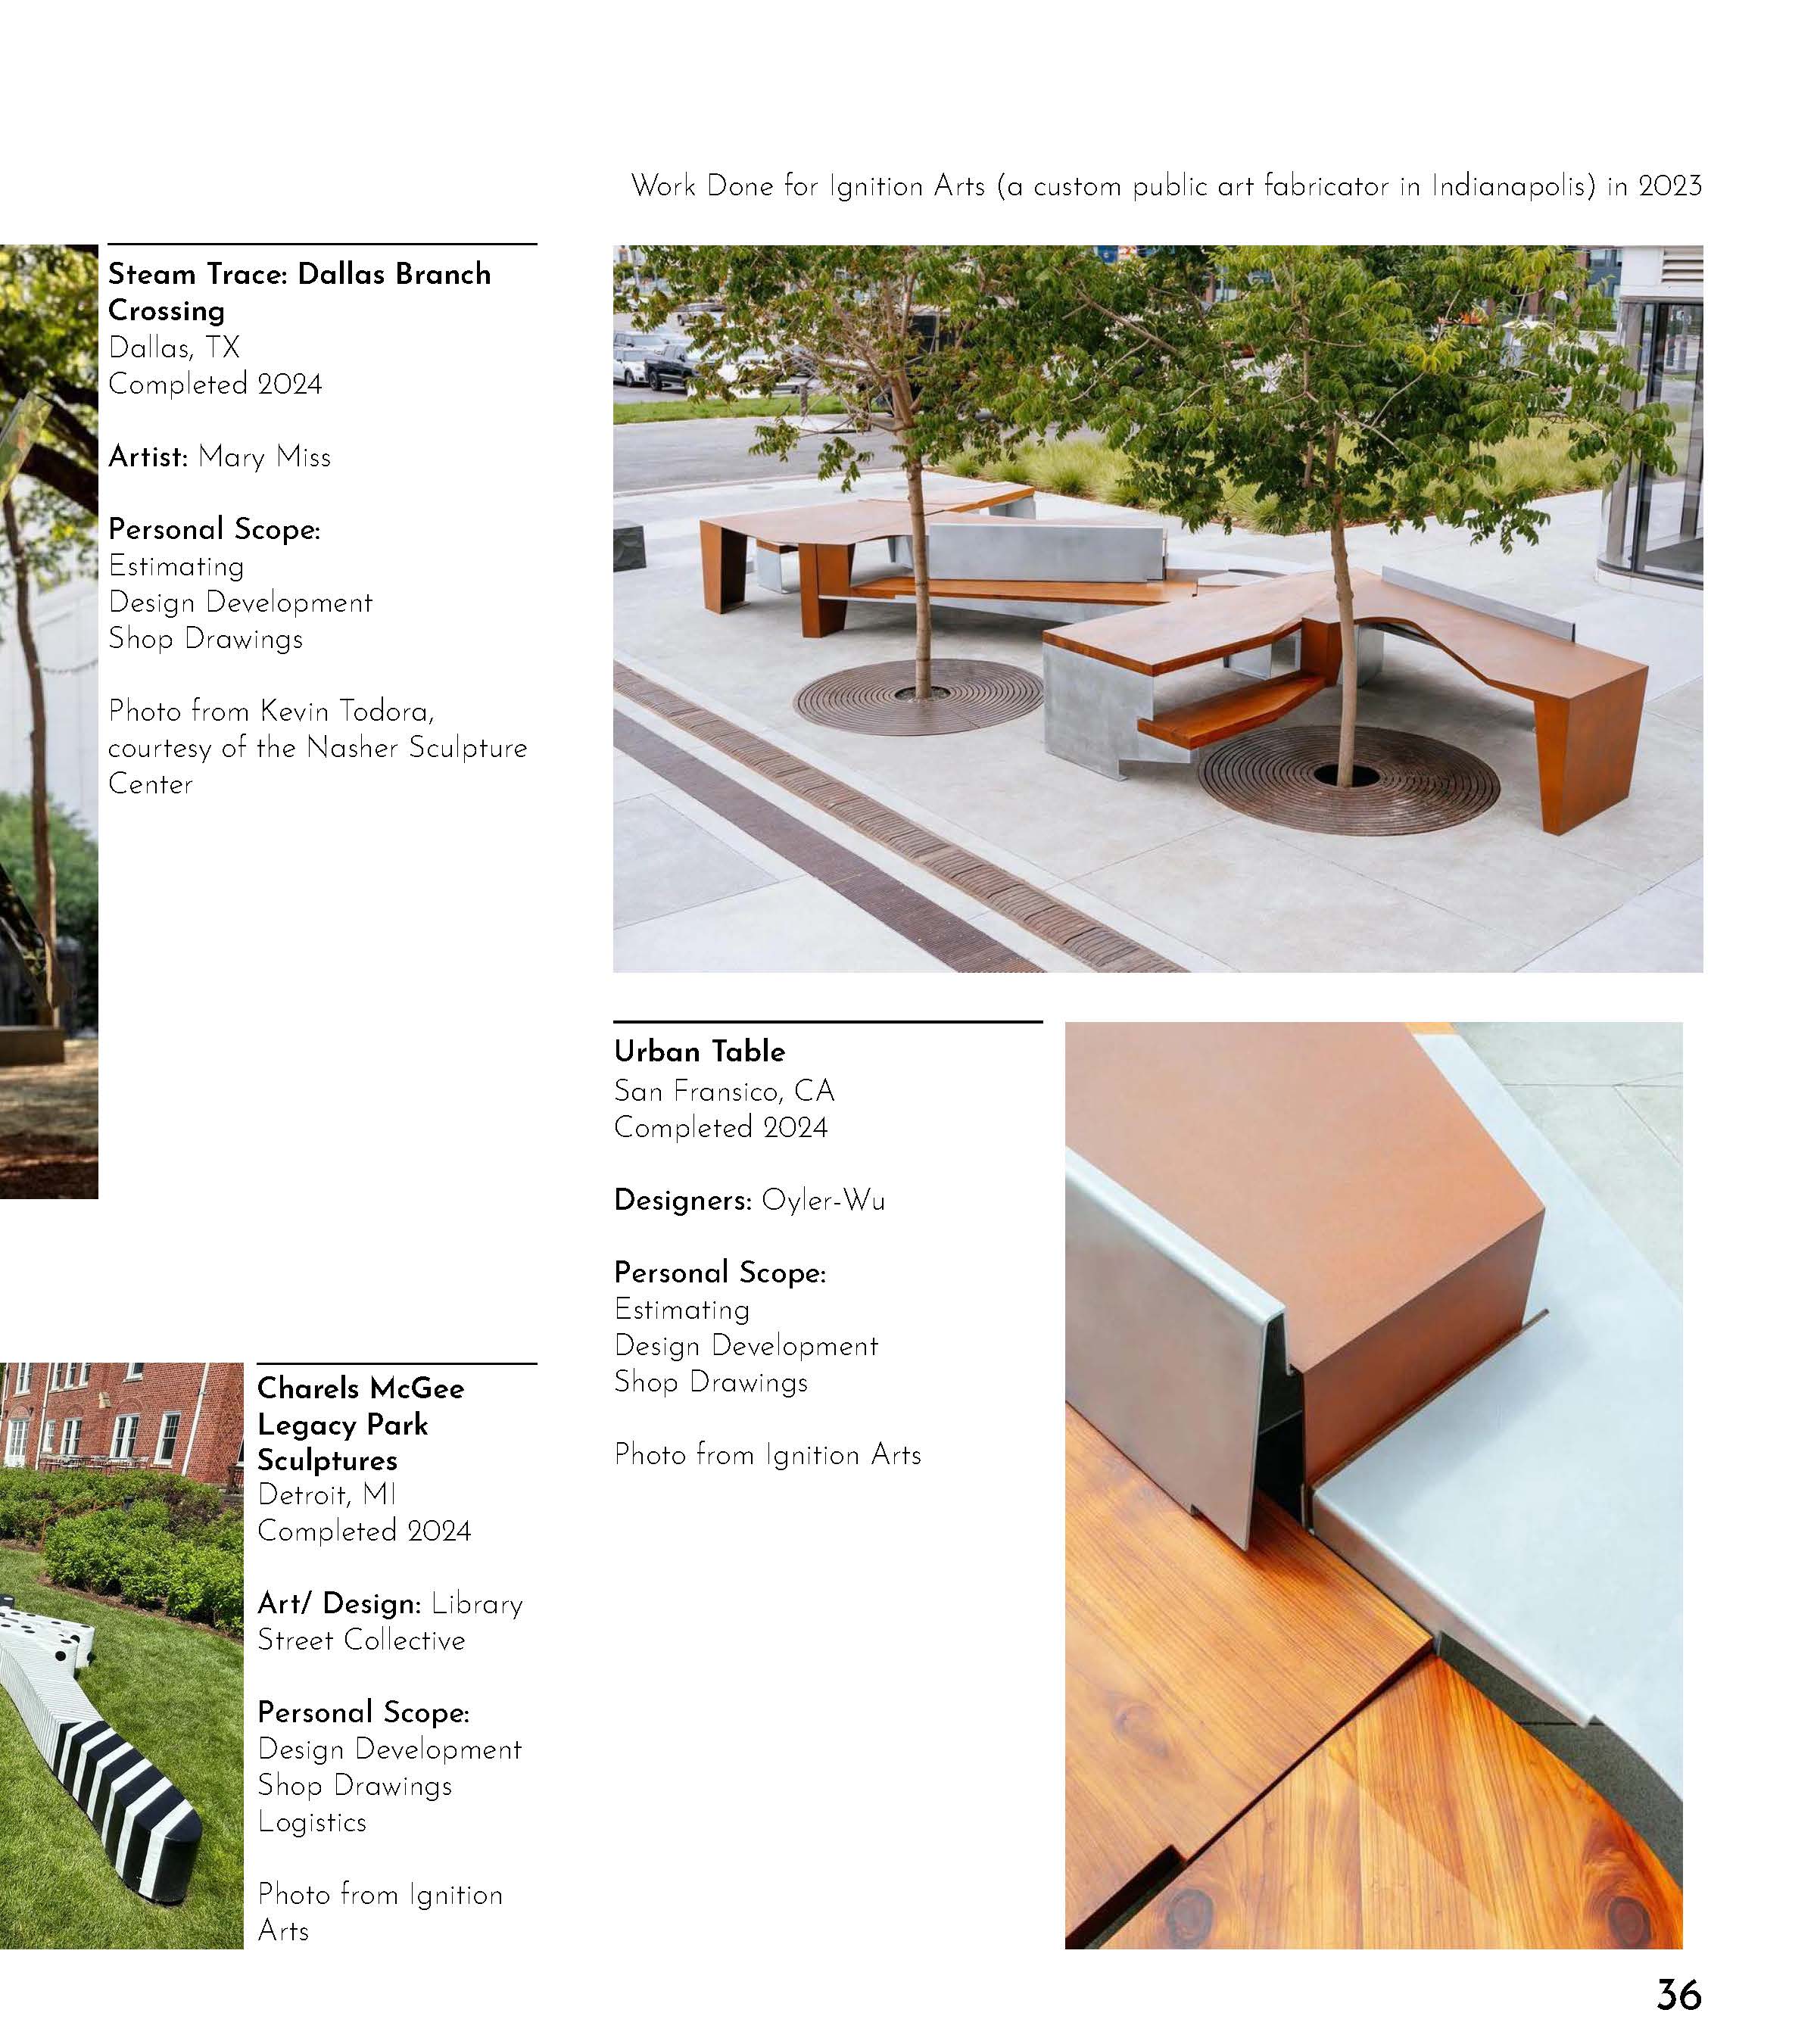 Work Done for Ignition Arts (a custom public art fabricator in Indianapolis) in 2023
Steam Trace: Dallas Branch
Crossing
Dallas, TX
Completed 2024
Artist: Mary Miss
Personal Scope:
Estimating
Design Development
Shop Drawings
Photo from Kevin Todora,
courtesy of the Nasher Sculpture
Center
Charels McGee
Legacy Park
Sculptures
Detroit, MI
Completed 2024
Art/ Design: Library
Street Collective
Personal Scope:
Design Development
Shop Drawings
Logistics
Photo from Ignition
Arts
Urban Table
San Fransico, CA
Completed 2024
Designers: Oyler-Wu
Personal Scope:
Estimating
Design Development
Shop Drawings
Photo from Ignition Arts
36